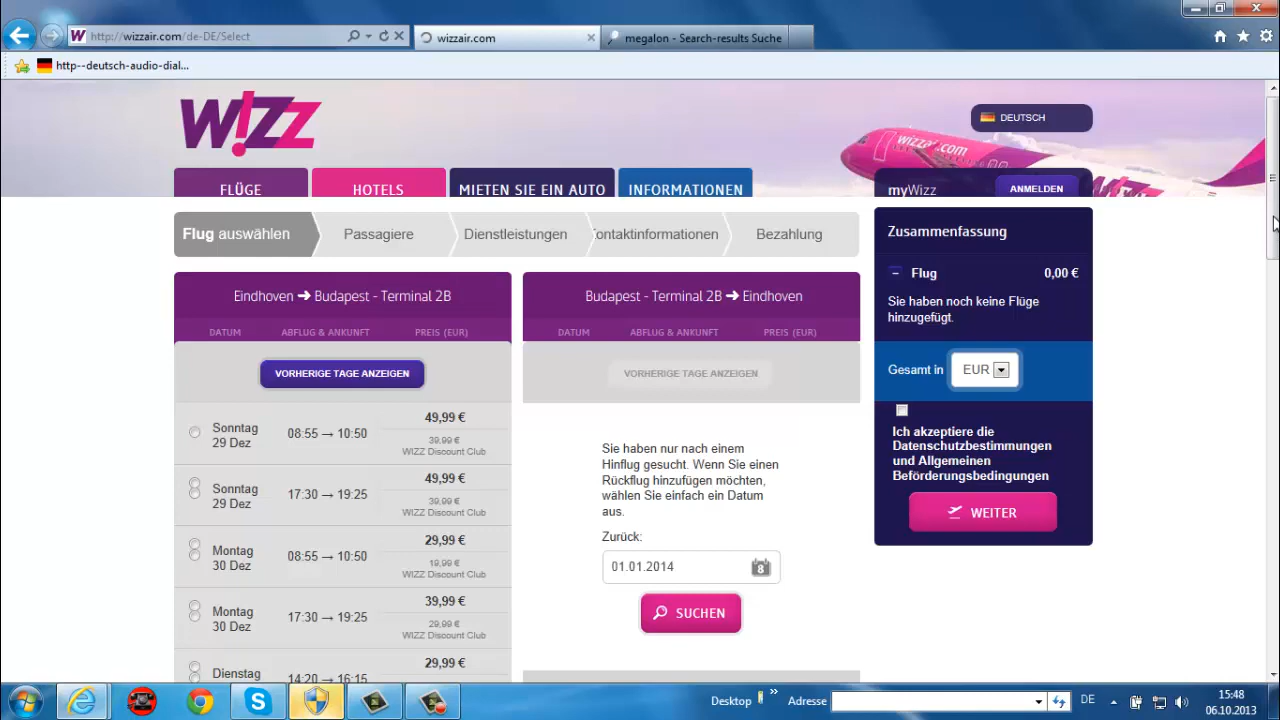 http://wizzair.com/de-DE/Select
wizzair.com
megalon - Search-results Suche
http--deutsch-audio-dial...
W!ZZ
wizzair.com
DEUTSCH
FLÜGE
HOTELS
MIETEN SIE EIN AUTO
INFORMATIONEN
myWizz
ANMELDEN
Flug auswählen
Passagiere
Dienstleistungen
ontaktinformationen
Bezahlung
Eindhoven → Budapest - Terminal 2B
DATUM ABFLUG & ANKUNFT PREIS (EUR)
VORHERIGE TAGE ANZEIGEN
Sonntag 29 Dez
08:55 → 10:50
49,99 €
39,99 €
WIZZ Discount Club
Sonntag 29 Dez
17:30 → 19:25
49,99 €
39,99 €
WIZZ Discount Club
Montag 30 Dez
08:55 → 10:50
29,99 €
19,99 €
WIZZ Discount Club
Montag 30 Dez
17:30 → 19:25
39,99 €
29,99 €
WIZZ Discount Club
Dienstag
14:20 → 16:15
29,99 €
Budapest - Terminal 2B → Eindhoven
DATUM ABFLUG & ANKUNFT PREIS (EUR)
VORHERIGE TAGE ANZEIGEN
Sie haben nur nach einem
Hinflug gesucht. Wenn Sie einen
Rückflug hinzufügen möchten,
wählen Sie einfach ein Datum
aus.
Zurück:
01.01.2014
8
SUCHEN
Zusammenfassung
– Flug 0,00 €
Sie haben noch keine Flüge
hinzugefügt.
Gesamt in EUR
Ich akzeptiere die
Datenschutzbestimmungen
und Allgemeinen
Beförderungsbedingungen
WEITER
Desktop
»
Adresse
DE
15:48
06.10.2013